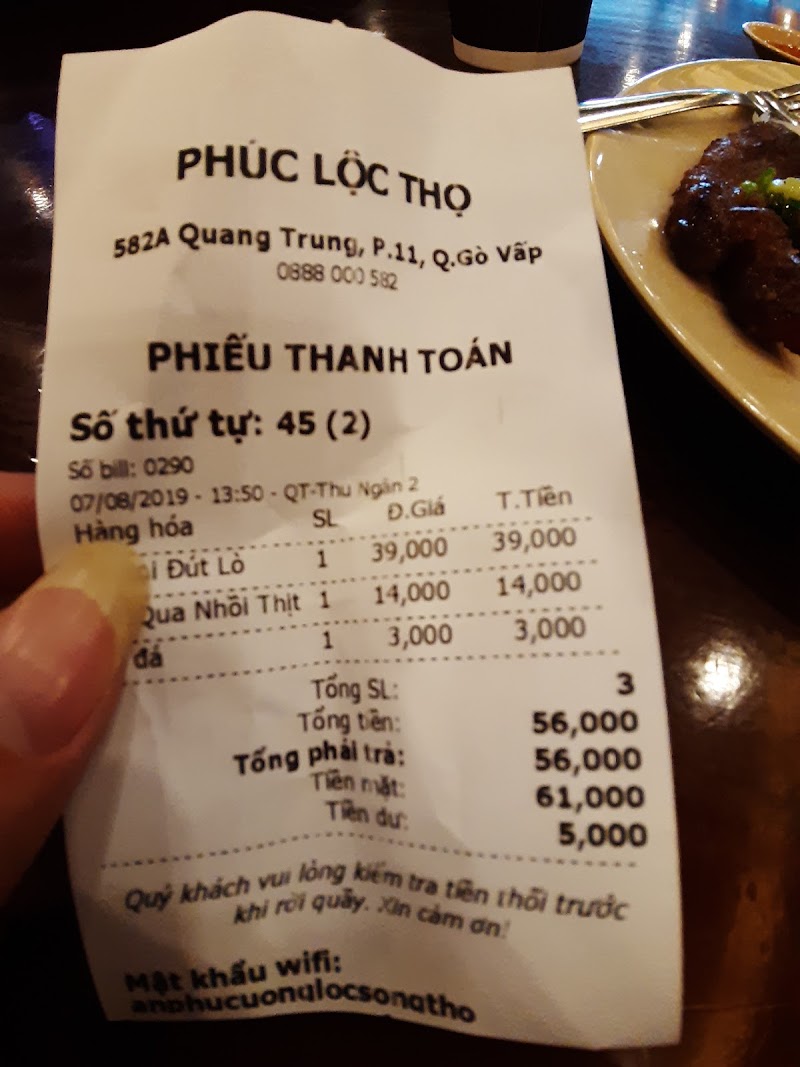 PHÚC LỘC THỌ
582A Quang Trung, P.11, Q.Gò Vấp
0888 000 582
PHIẾU THANH TOÁN
Số thứ tự: 45 (2)
Số bill: 0290
07/08/2019 - 13:50 - QT-Thu Ngân 2
Hàng hóa SL Đ.Giá T.Tiền
Đút Lò 1 39,000 39,000
Qua Nhồi Thịt 1 14,000 14,000
đá 1 3,000 3,000
Tổng SL: 3
Tổng tiền: 56,000
Tổng phải trả: 56,000
Tiền mặt: 61,000
Tiền dư: 5,000
Quý khách vui lòng kiểm tra tiền thối trước
khi rời quầy. Xin cảm ơn!
Mật khẩu wifi:
anphucuonglocsongtho